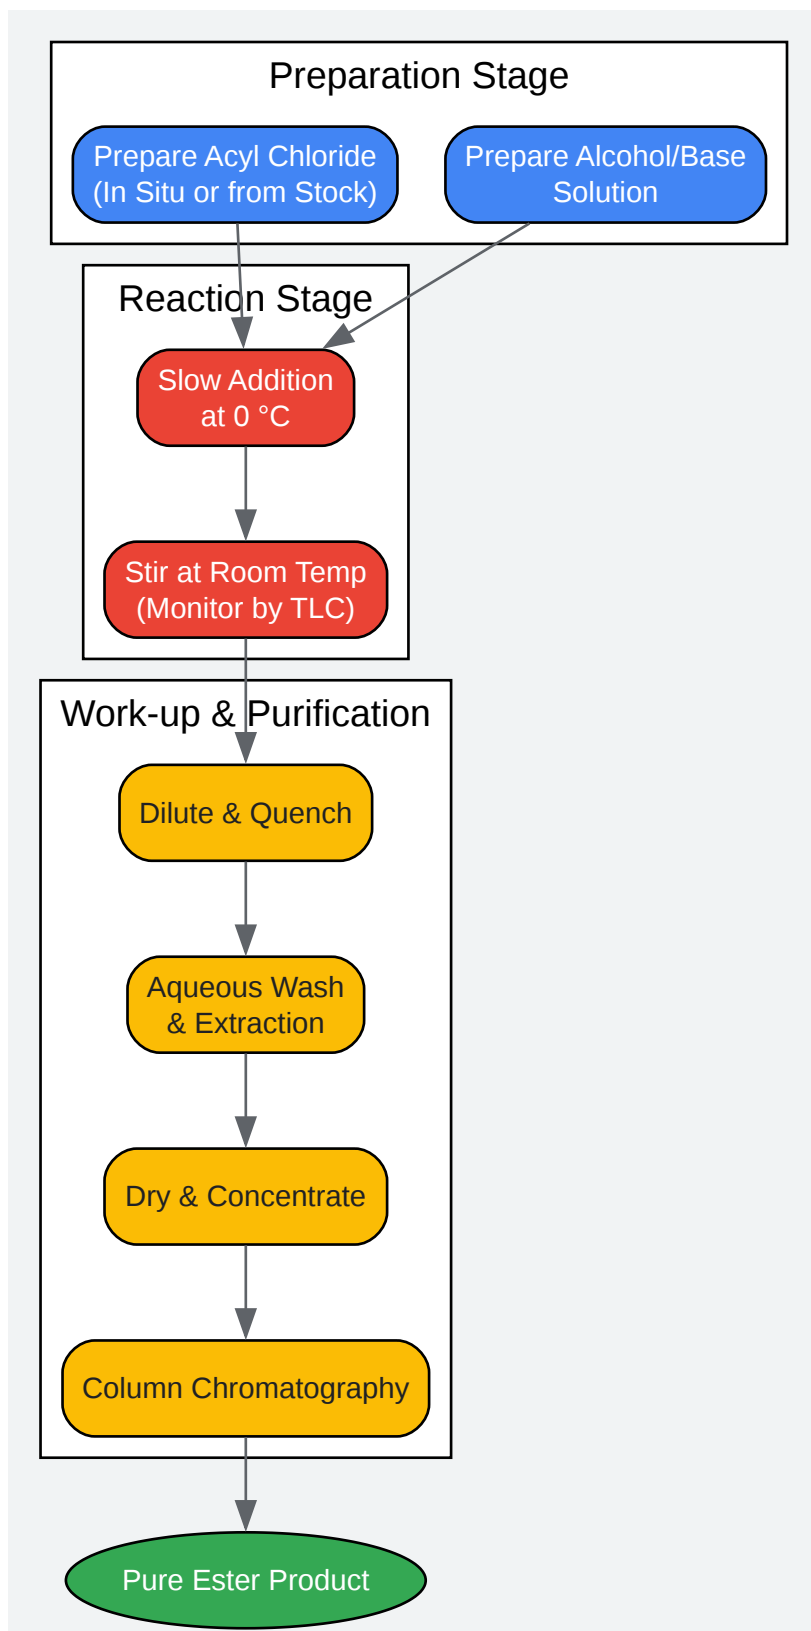 Preparation Stage
Prepare Acyl Chloride
(In Situ or from Stock)
Prepare Alcohol/Base
Solution
Reaction Stage
Slow Addition
at 0 °C
Stir at Room Temp
(Monitor by TLC)
Work-up & Purification
Dilute & Quench
Aqueous Wash
& Extraction
Dry & Concentrate
Column Chromatography
Pure Ester Product